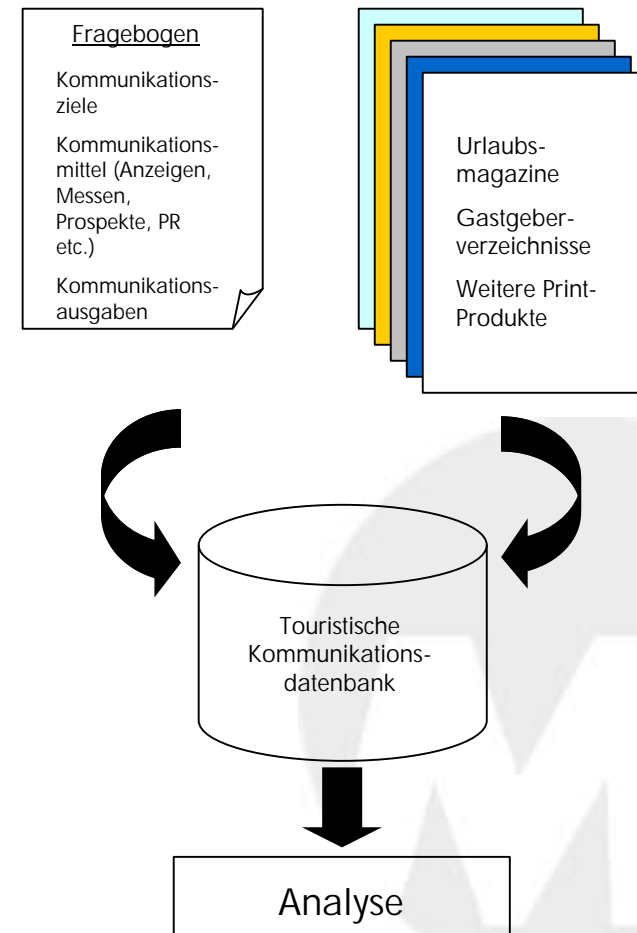 Fragebogen
Kommunikations-
ziele
Kommunikations-
mittel (Anzeigen,
Messen,
Prospekte, PR
etc.)
Kommunikations-
ausgaben
Urlaubs-
magazine
Gastgeber-
verzeichnisse
Weitere Print-
Produkte
Touristische
Kommunikations-
datenbank
Analyse